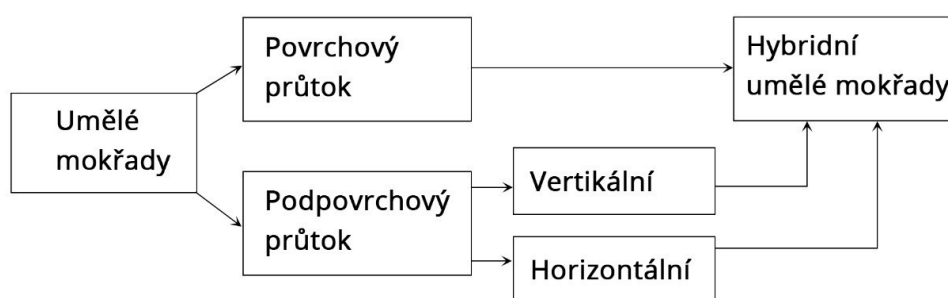 Umělé
mokřady
Povrchový
průtok
Podpovrchový
průtok
Vertikální
Horizontální
Hybridní
umělé mokřady